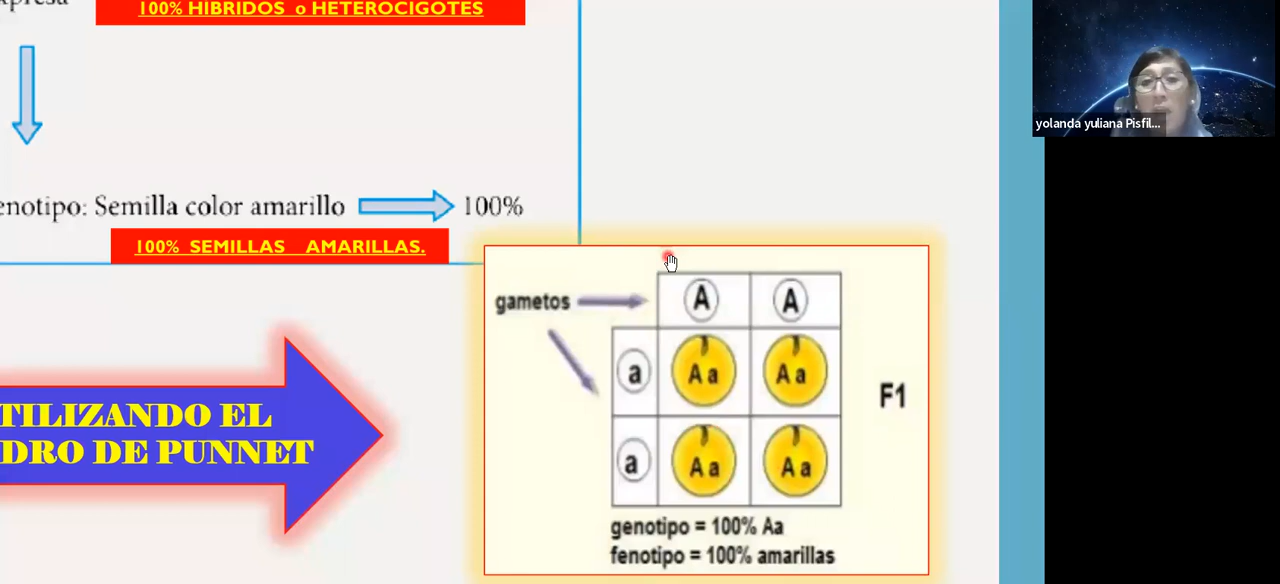 xpresa
100% HIBRIDOS o HETEROCIGOTES
enotipo: Semilla color amarillo 100%
100% SEMILLAS AMARILLAS.
TILIZANDO EL
DRO DE PUNNET
gametos A A
a Aa Aa
F1
a Aa Aa
genotipo = 100% Aa
fenotipo = 100% amarillas
yolanda yuliana Pisfil...